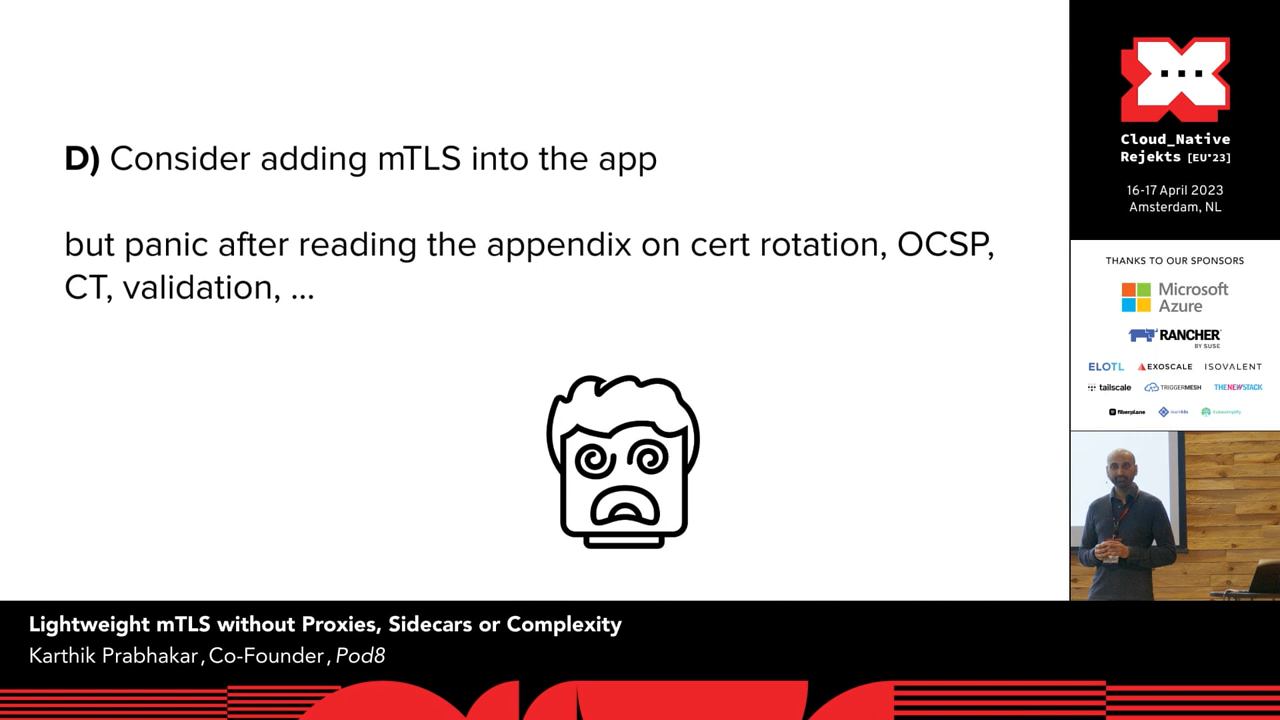 D) Consider adding mTLS into the app
but panic after reading the appendix on cert rotation, OCSP,
CT, validation, ...
Cloud_Native
Rejekts [EU*23]
16-17 April 2023
Amsterdam, NL
THANKS TO OUR SPONSORS
Microsoft
Azure
RANCHER
BY SUSE
ELOTL EXOSCALE ISOVALENT
tailscale TRIGGERMESH THENEWSTACK
fiberplane
Lightweight mTLS without Proxies, Sidecars or Complexity
Karthik Prabhakar, Co-Founder, Pod8